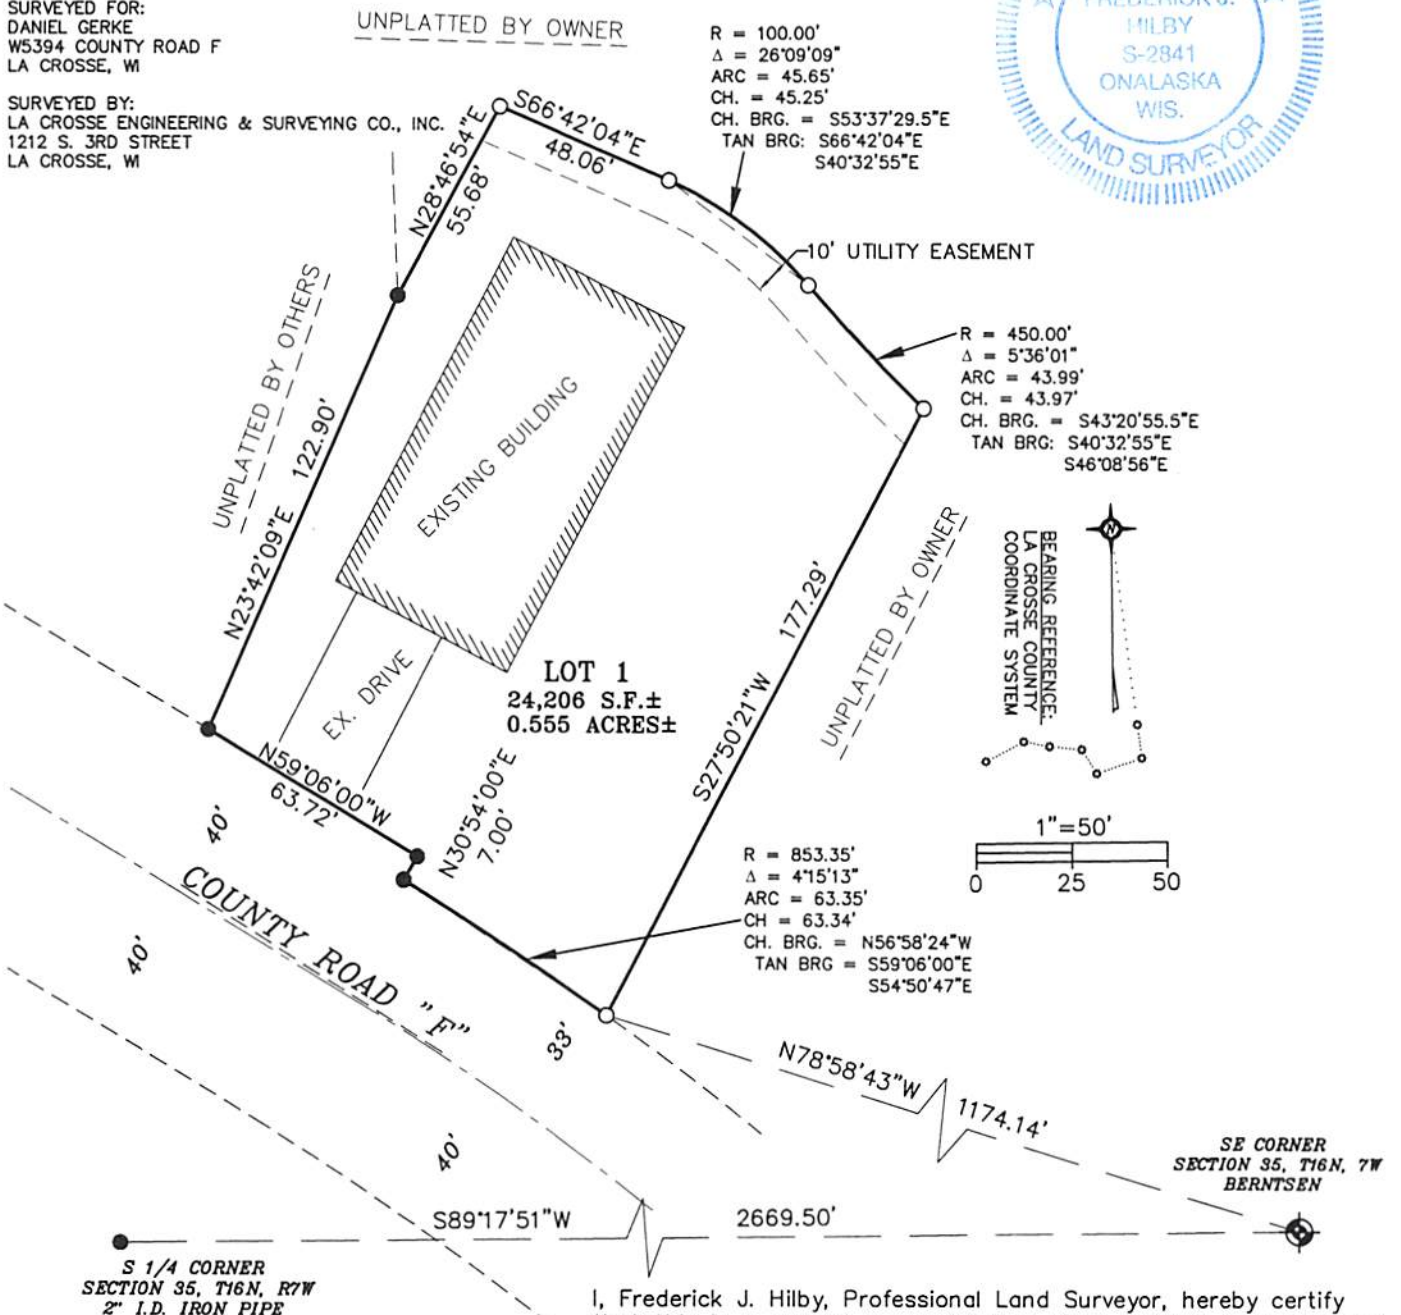 SURVEYED FOR:
DANIEL GERKE
W5394 COUNTY ROAD F
LA CROSSE, WI
SURVEYED BY:
LA CROSSE ENGINEERING & SURVEYING CO., INC.
1212 S. 3RD STREET
LA CROSSE, WI
UNPLATTED BY OWNER
R = 100.00'
Δ = 26°09'09"
ARC = 45.65'
CH. = 45.25'
CH. BRG. = S53°37'29.5"E
TAN BRG: S66°42'04"E
S40°32'55"E
HILBY
S-2841
ONALASKA
WIS.
LAND SURVEYOR
S66°42'04"E
48.06'
N28°46'54"E
55.68'
10' UTILITY EASEMENT
UNPLATTED BY OTHERS
R = 450.00'
Δ = 5°36'01"
ARC = 43.99'
CH. = 43.97'
CH. BRG. = S43°20'55.5"E
TAN BRG: S40°32'55"E
S46°08'56"E
EXISTING BUILDING
N23°42'09"E 122.90'
UNPLATTED BY OWNER
N
BEARING REFERENCE:
LA CROSSE COUNTY
COORDINATE SYSTEM
S27°50'21"W 177.29'
LOT 1
24,206 S.F.±
0.555 ACRES±
EX. DRIVE
N59°06'00"W
63.72'
N30°54'00"E
7.00'
1"=50'
0 25 50
R = 853.35'
Δ = 4°15'13"
ARC = 63.35'
CH = 63.34'
CH. BRG. = N56°58'24"W
TAN BRG = S59°06'00"E
S54°50'47"E
40'
COUNTY ROAD "F"
40'
33'
40'
N78°58'43"W 1174.14'
SE CORNER
SECTION 35, T16N, 7W
BERNTSEN
S89°17'51"W 2669.50'
S 1/4 CORNER
SECTION 35, T16N, R7W
2" I.D. IRON PIPE
I, Frederick J. Hilby, Professional Land Surveyor, hereby certify